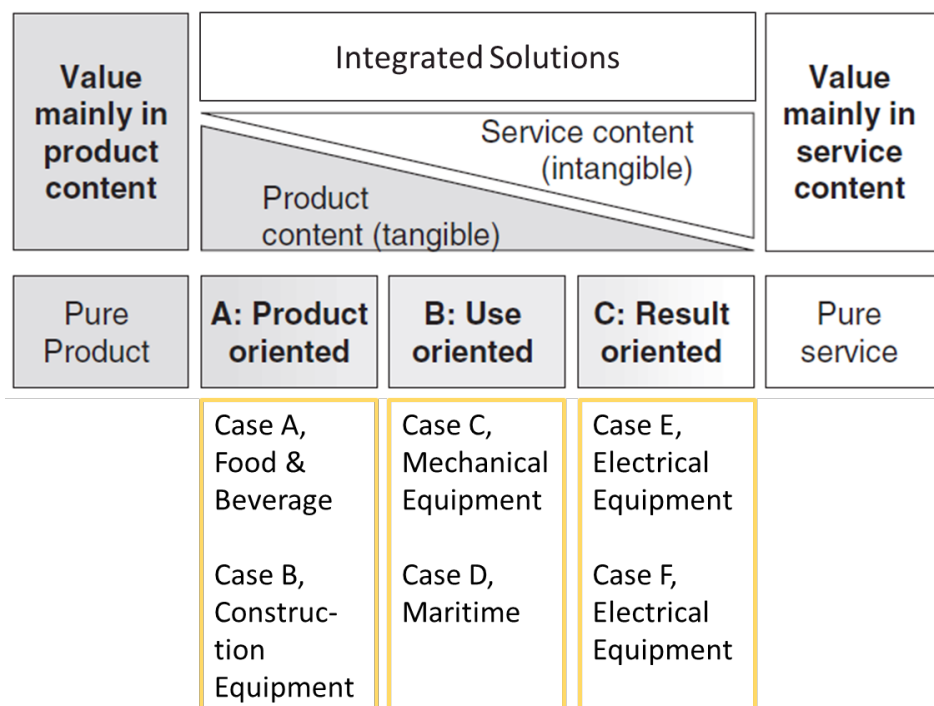 Value
mainly in
product
content
Integrated Solutions
Service content
(intangible)
Product
content (tangible)
Value
mainly in
service
content
Pure
Product
A: Product
oriented
B: Use
oriented
C: Result
oriented
Pure
service
Case A,
Food &
Beverage
Case B,
Construc-
tion
Equipment
Case C,
Mechanical
Equipment
Case D,
Maritime
Case E,
Electrical
Equipment
Case F,
Electrical
Equipment